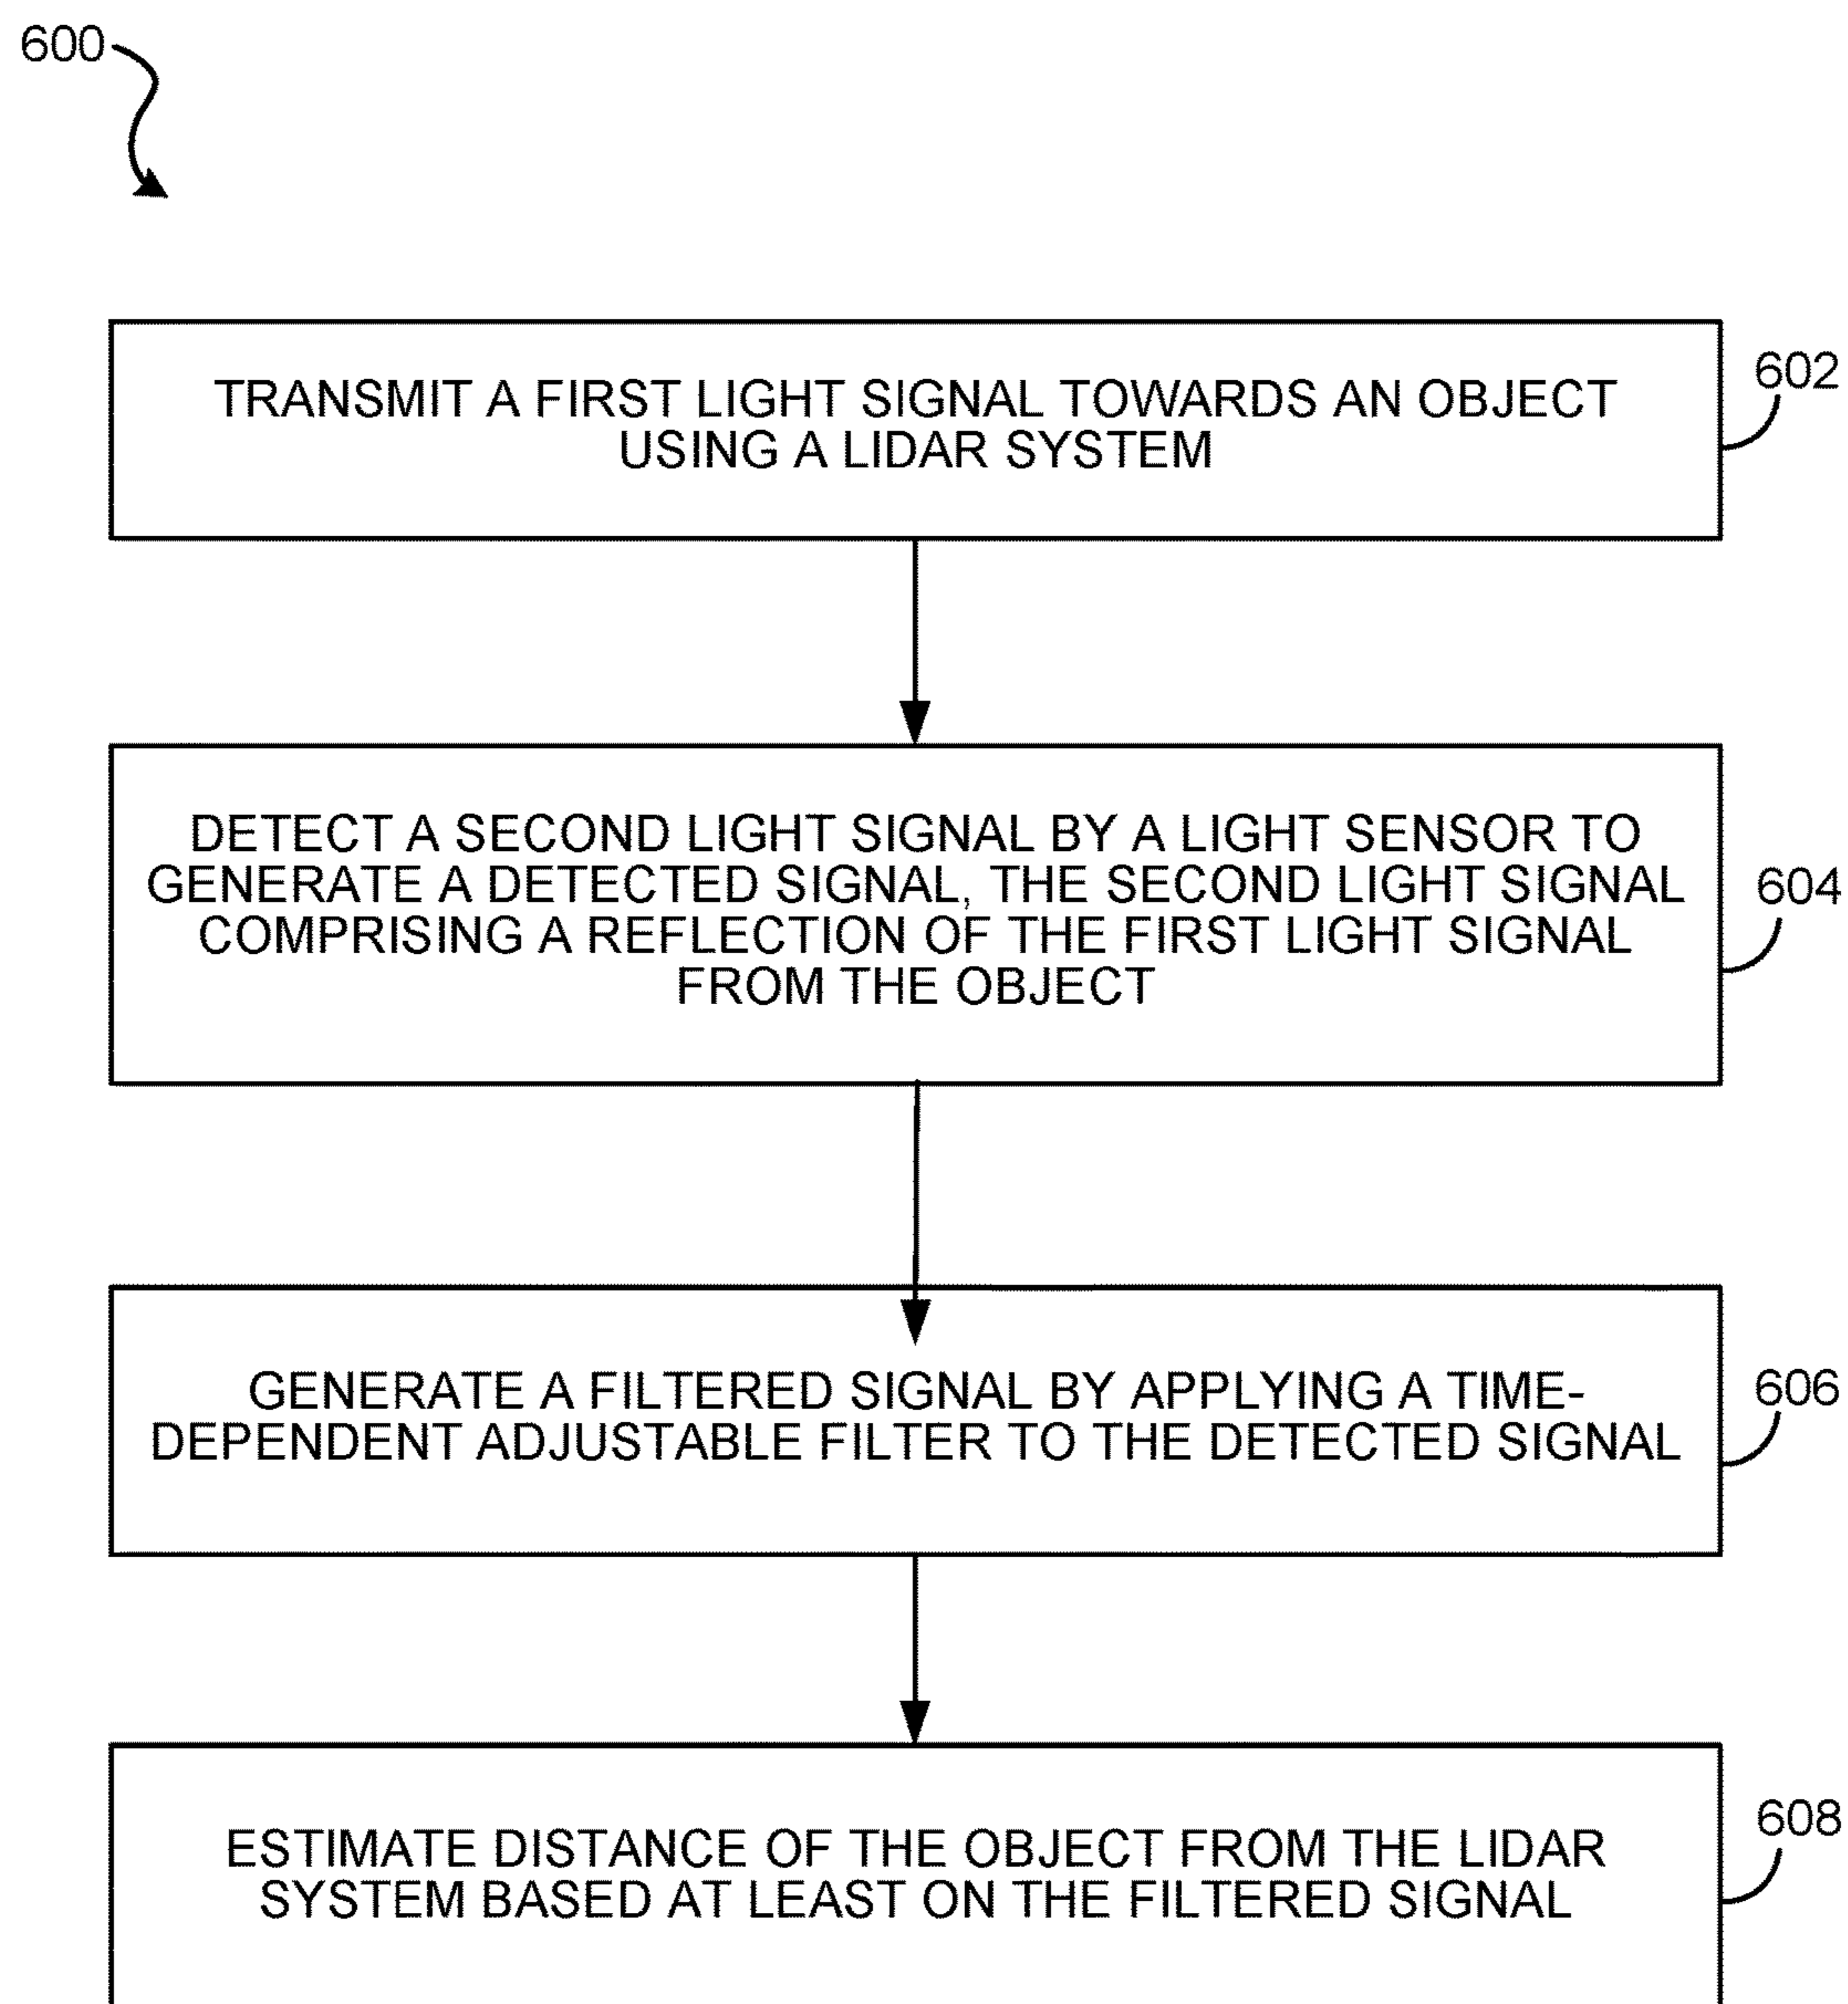 600
TRANSMIT A FIRST LIGHT SIGNAL TOWARDS AN OBJECT
USING A LIDAR SYSTEM
602
DETECT A SECOND LIGHT SIGNAL BY A LIGHT SENSOR TO
GENERATE A DETECTED SIGNAL, THE SECOND LIGHT SIGNAL
COMPRISING A REFLECTION OF THE FIRST LIGHT SIGNAL
FROM THE OBJECT
604
GENERATE A FILTERED SIGNAL BY APPLYING A TIME-
DEPENDENT ADJUSTABLE FILTER TO THE DETECTED SIGNAL
606
ESTIMATE DISTANCE OF THE OBJECT FROM THE LIDAR
SYSTEM BASED AT LEAST ON THE FILTERED SIGNAL
608